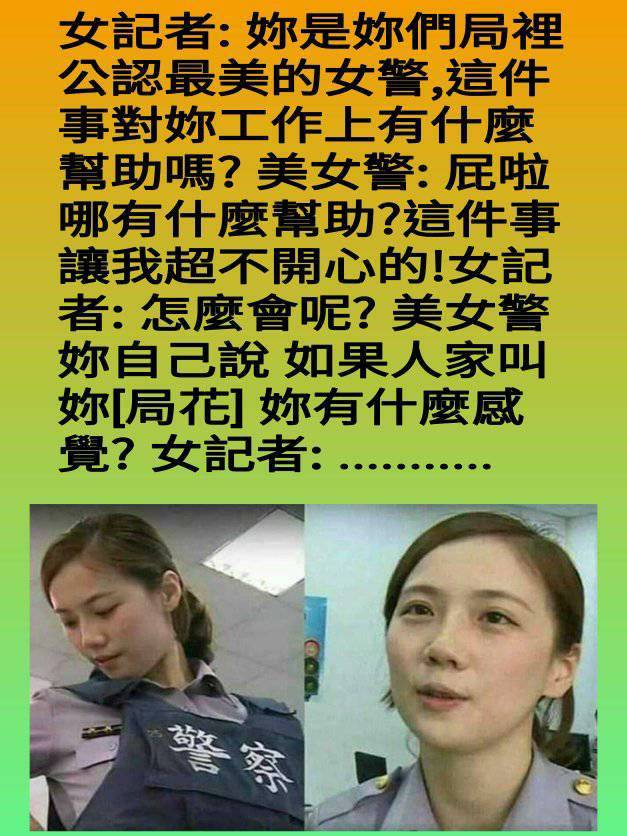 女記者: 妳是妳們局裡
公認最美的女警,這件
事對妳工作上有什麼
幫助嗎? 美女警: 屁啦
哪有什麼幫助?這件事
讓我超不開心的!女記
者: 怎麼會呢? 美女警
妳自己說 如果人家叫
妳[局花] 妳有什麼感
覺? 女記者: ...........
警察